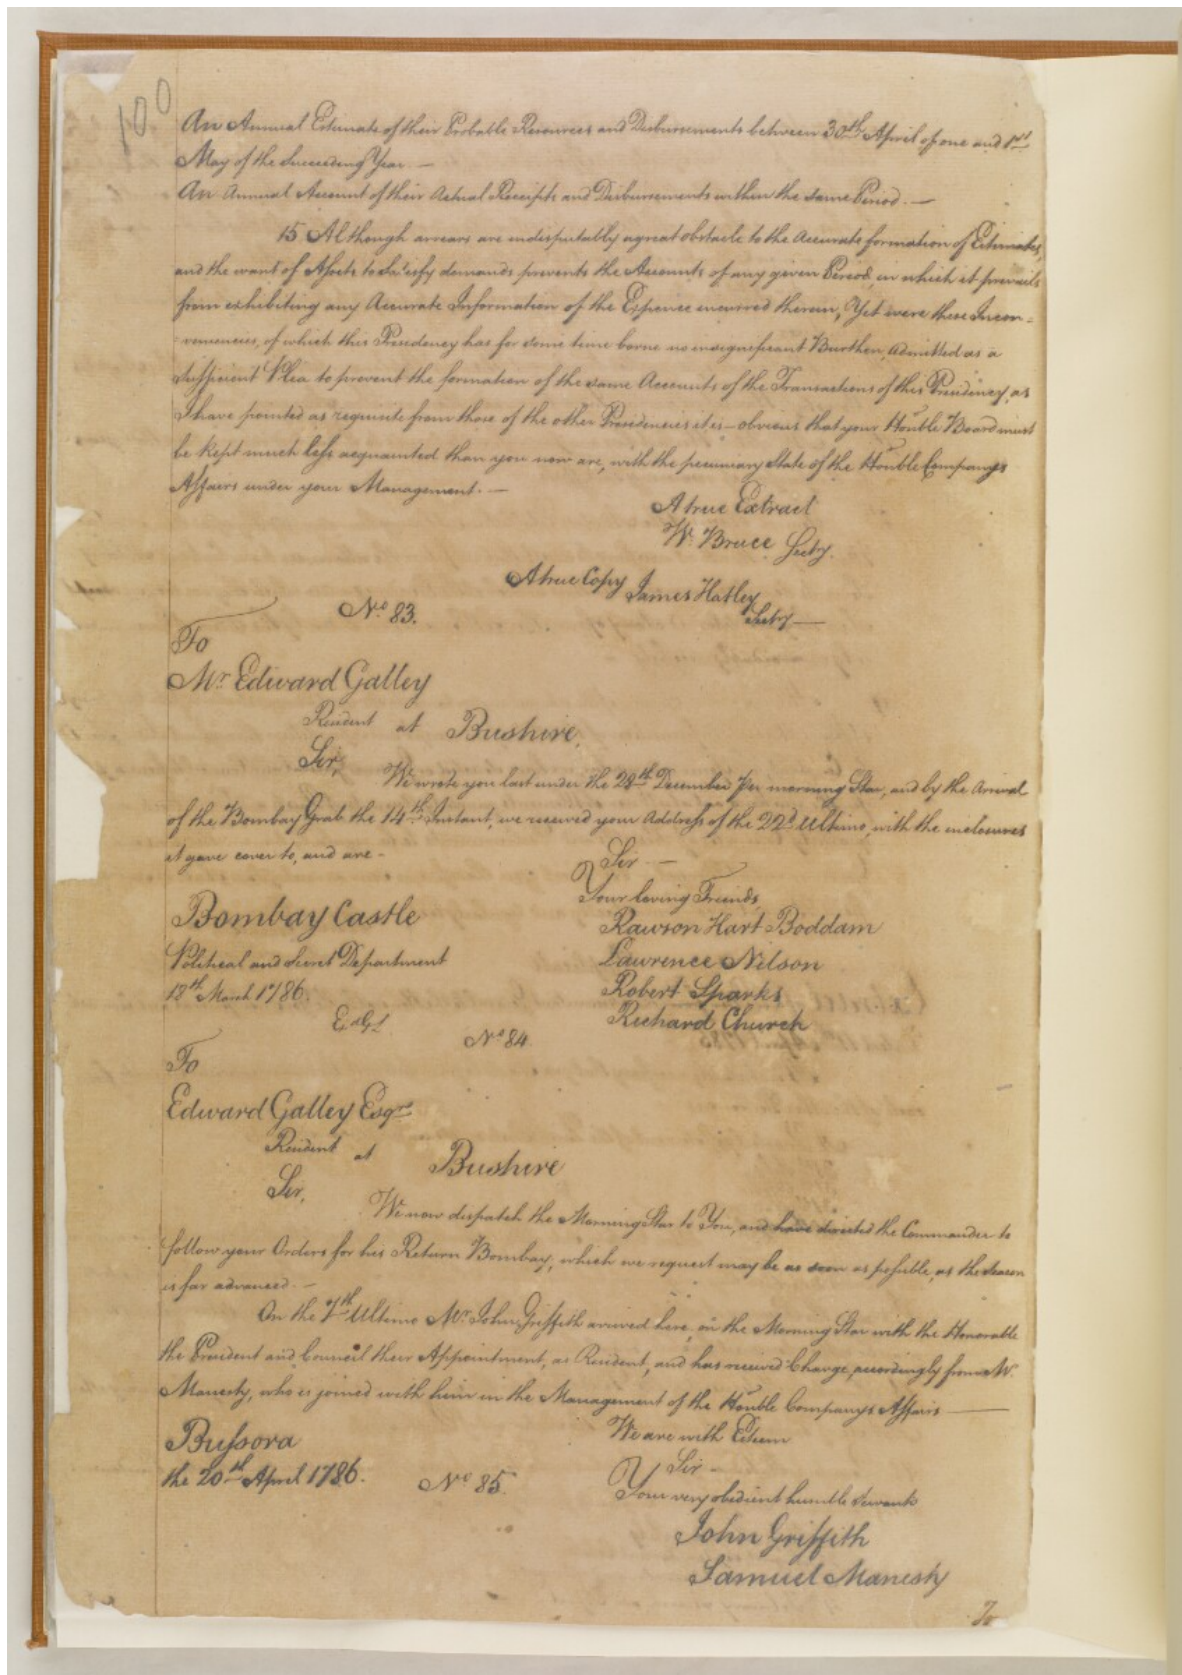 100
An Annual Estimate of their Probable Resources and Disbursements between 30th April of one and 1st
May of the Succeeding Year —
An Annual Account of their Actual Receipts and Disbursements within the same Period. —
15 Although arrears are indisputably a great obstacle to the Accurate formation of Estimates,
and the want of Assets to Satisfy demands prevents the Accounts of any given Period, in which it prevails
from exhibiting any Accurate Information of the Expence incurred therein, Yet were these Incon-
-veniencies, of which this Presidency has for some time borne no insignificant Burthen, admitted as a
Sufficient Plea to prevent the formation of the same Accounts of the Transactions of this Presidency, as
I have pointed as requisite from those of the other Presidencies it is – obvious that your Honble Board must
be kept much less acquainted than you now are, with the pecuniary State of the Honble Companys
Affairs under your Management. —
A true Extract
Wm. Bruce Secty.
A true Copy James Hatley
Secty —
No. 83.
To
Mr. Edward Galley
Resident at Bushire,
Sir,
We wrote you last under the 28th December Per morning Star, and by the Arrival
of the Bombay Grab the 14th Instant, we received your Address of the 22d Ultimo, with the enclosures
it gave cover to, and are –
Sir —
Your loving Friends
Bombay Castle
Rawson Hart Boddam
Political and Secret Department
Lawrence Nilson
18th March 1786.
Robert Sparks
Richard Church
No 84.
To
Edward Galley Esqr
Resident at Bushire
Sir,
We now dispatch the Morning Star to You, and have directed the Commander to
follow your Orders for his Return Bombay, which we request may be as soon as possible, as the season
is far advanced. —
On the 7th Ultimo Mr. John Griffith arrived here, on the Morning Star with the Honorable
the President and Council their Appointment, as Resident, and has received Charge accordingly from Mr.
Manesty, who is joined with him in the Management of the Honble Companys Affairs —
We are with Esteem
Bussora
Sir –
the 20th April 1786.
No 85.
Your very obedient humble Servants
John Griffith
Samuel Manesty
To